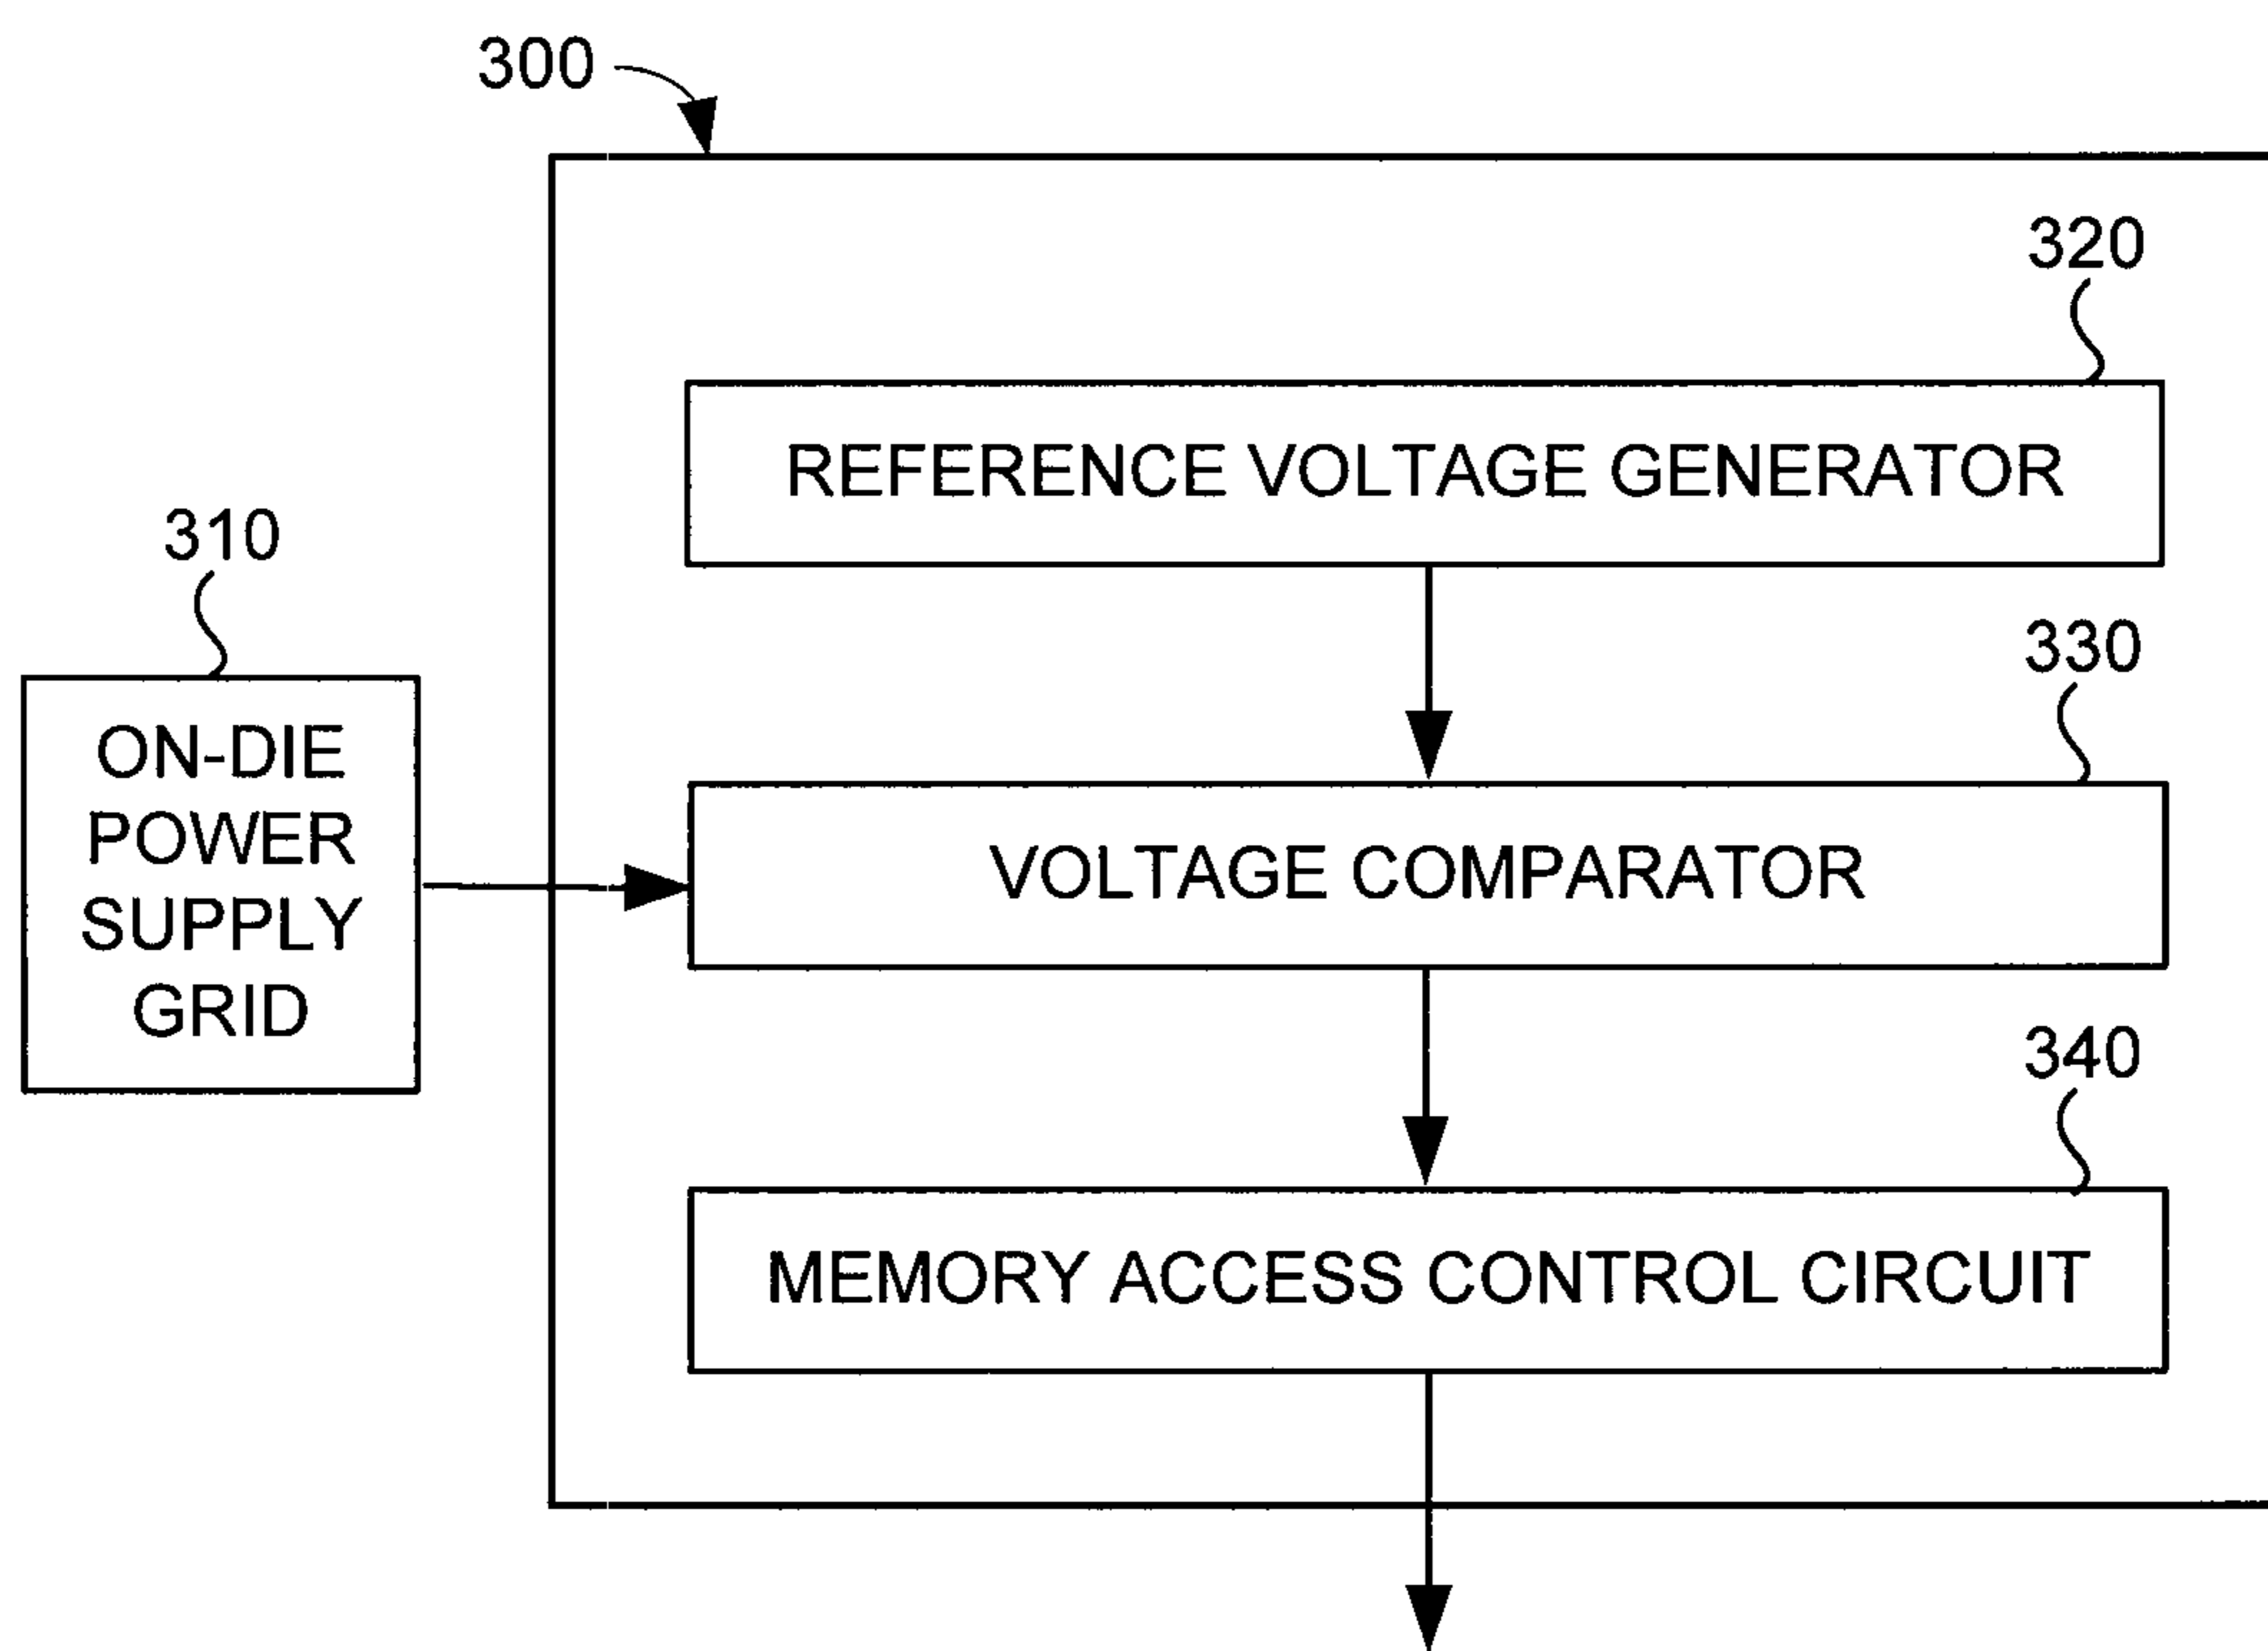 300
320
REFERENCE VOLTAGE GENERATOR
310
330
ON-DIE
POWER
SUPPLY
GRID
VOLTAGE COMPARATOR
340
MEMORY ACCESS CONTROL CIRCUIT